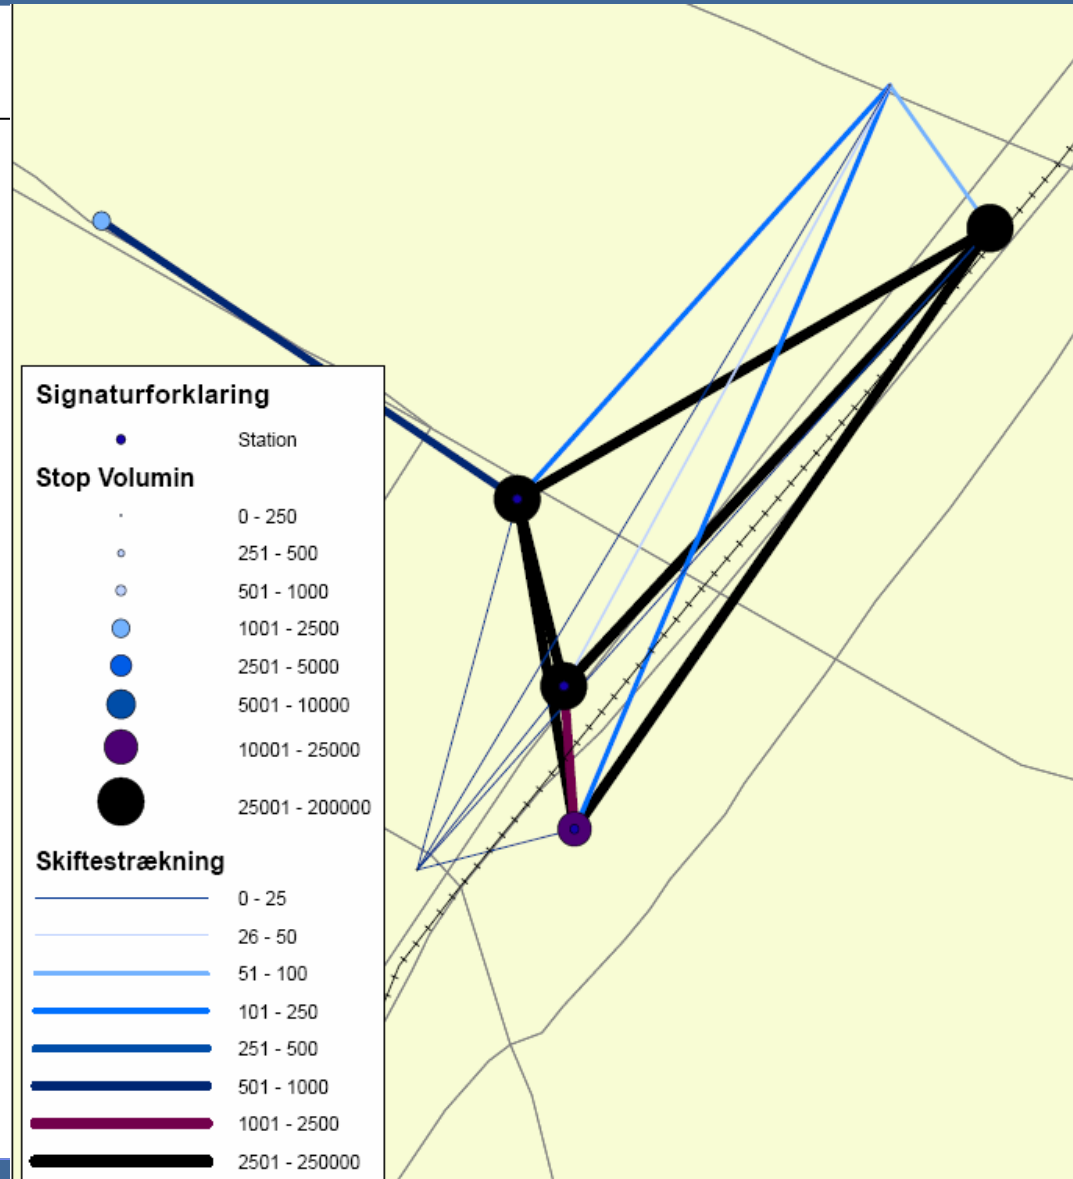 Signaturforklaring
Station
Stop Volumin
0 - 250
251 - 500
501 - 1000
1001 - 2500
2501 - 5000
5001 - 10000
10001 - 25000
25001 - 200000
Skiftestrækning
0 - 25
26 - 50
51 - 100
101 - 250
251 - 500
501 - 1000
1001 - 2500
2501 - 250000